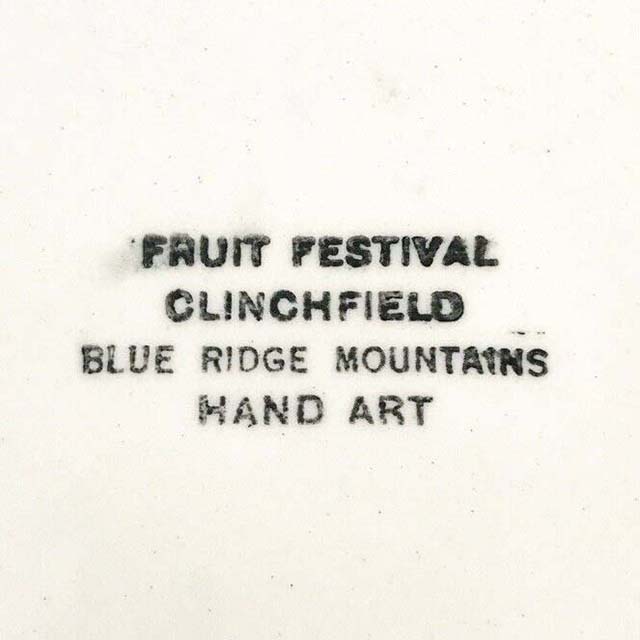 FRUIT FESTIVAL
CLINCHFIELD
BLUE RIDGE MOUNTAINS
HAND ART